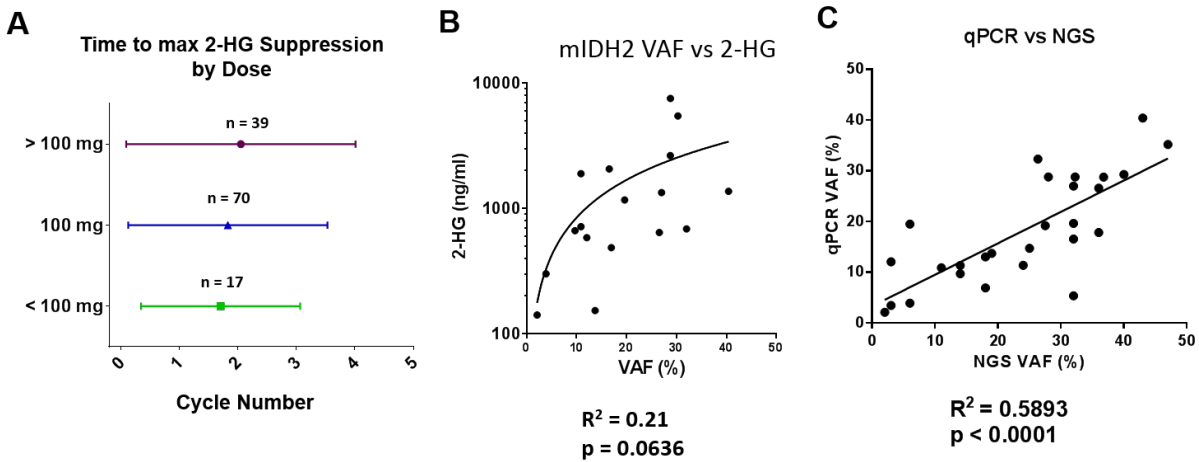 A
Time to max 2-HG Suppression
by Dose
n = 39
> 100 mg
n = 70
100 mg
n = 17
< 100 mg
0 1 2 3 4 5
Cycle Number
B
mIDH2 VAF vs 2-HG
10000
1000
100
2-HG (ng/ml)
0 10 20 30 40 50
VAF (%)
R² = 0.21
p = 0.0636
C
qPCR vs NGS
50
40
30
20
10
0
qPCR VAF (%)
0 10 20 30 40 50
NGS VAF (%)
R² = 0.5893
p < 0.0001